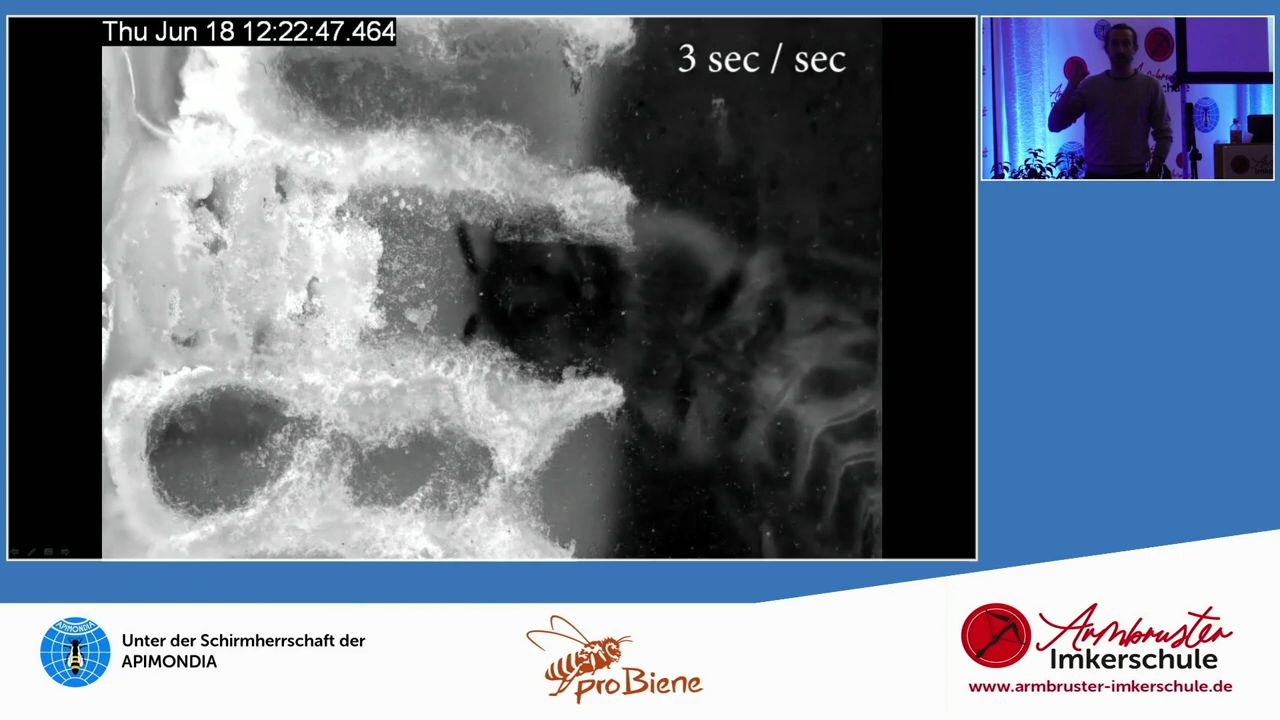 Thu Jun 18 12:22:47.464
3 sec / sec
APIMONDIA
Unter der Schirmherrschaft der
APIMONDIA
proBiene
Armbruster
Imkerschule
www.armbruster-imkerschule.de